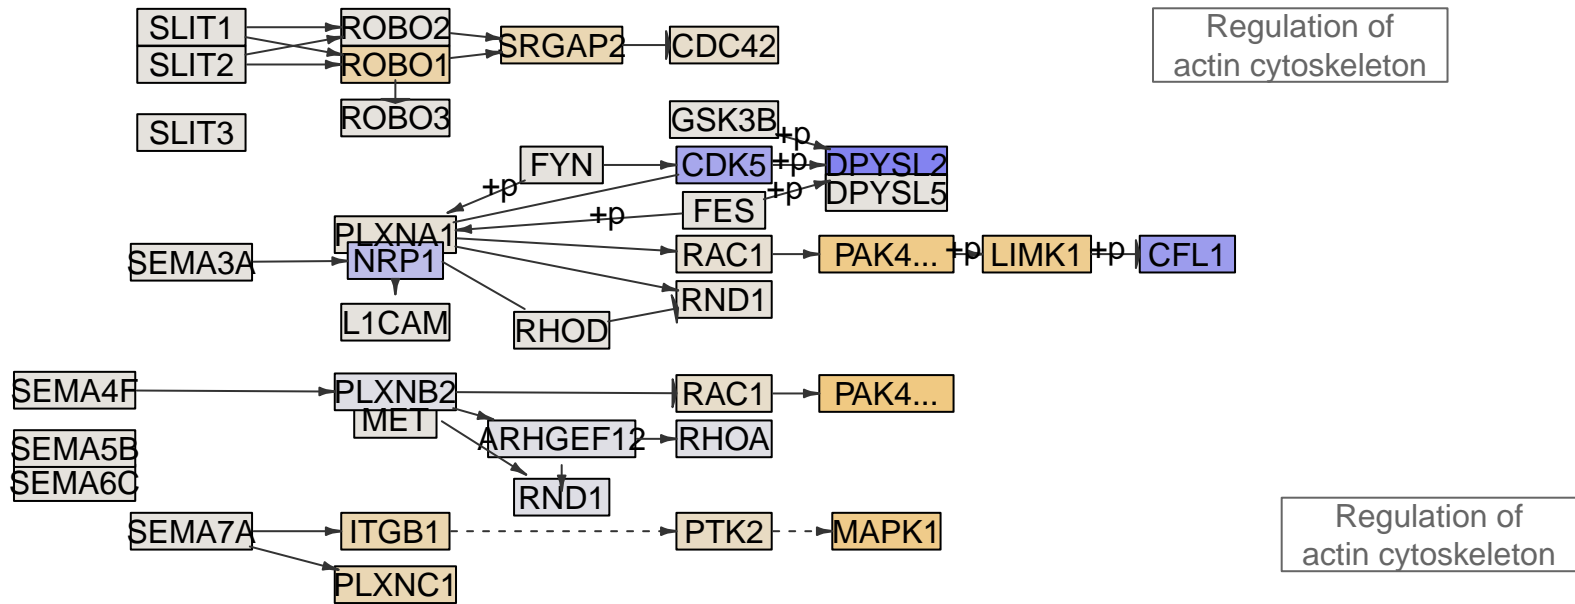 SLIT1
ROBO2
SRGAP2
CDC42
Regulation of
actin cytoskeleton
SLIT2
ROBO1
SLIT3
ROBO3
GSK3B
+p
FYN
CDK5
+p
DPYSL2
+p
FES
+p
DPYSL5
+p
PLXNA1
SEMA3A
NRP1
RAC1
PAK4...
+p
LIMK1
+p
CFL1
RND1
L1CAM
RHOD
SEMA4F
PLXNB2
RAC1
PAK4...
MET
ARHGEF12
RHOA
SEMA5B
SEMA6C
RND1
SEMA7A
ITGB1
PTK2
MAPK1
Regulation of
actin cytoskeleton
PLXNC1